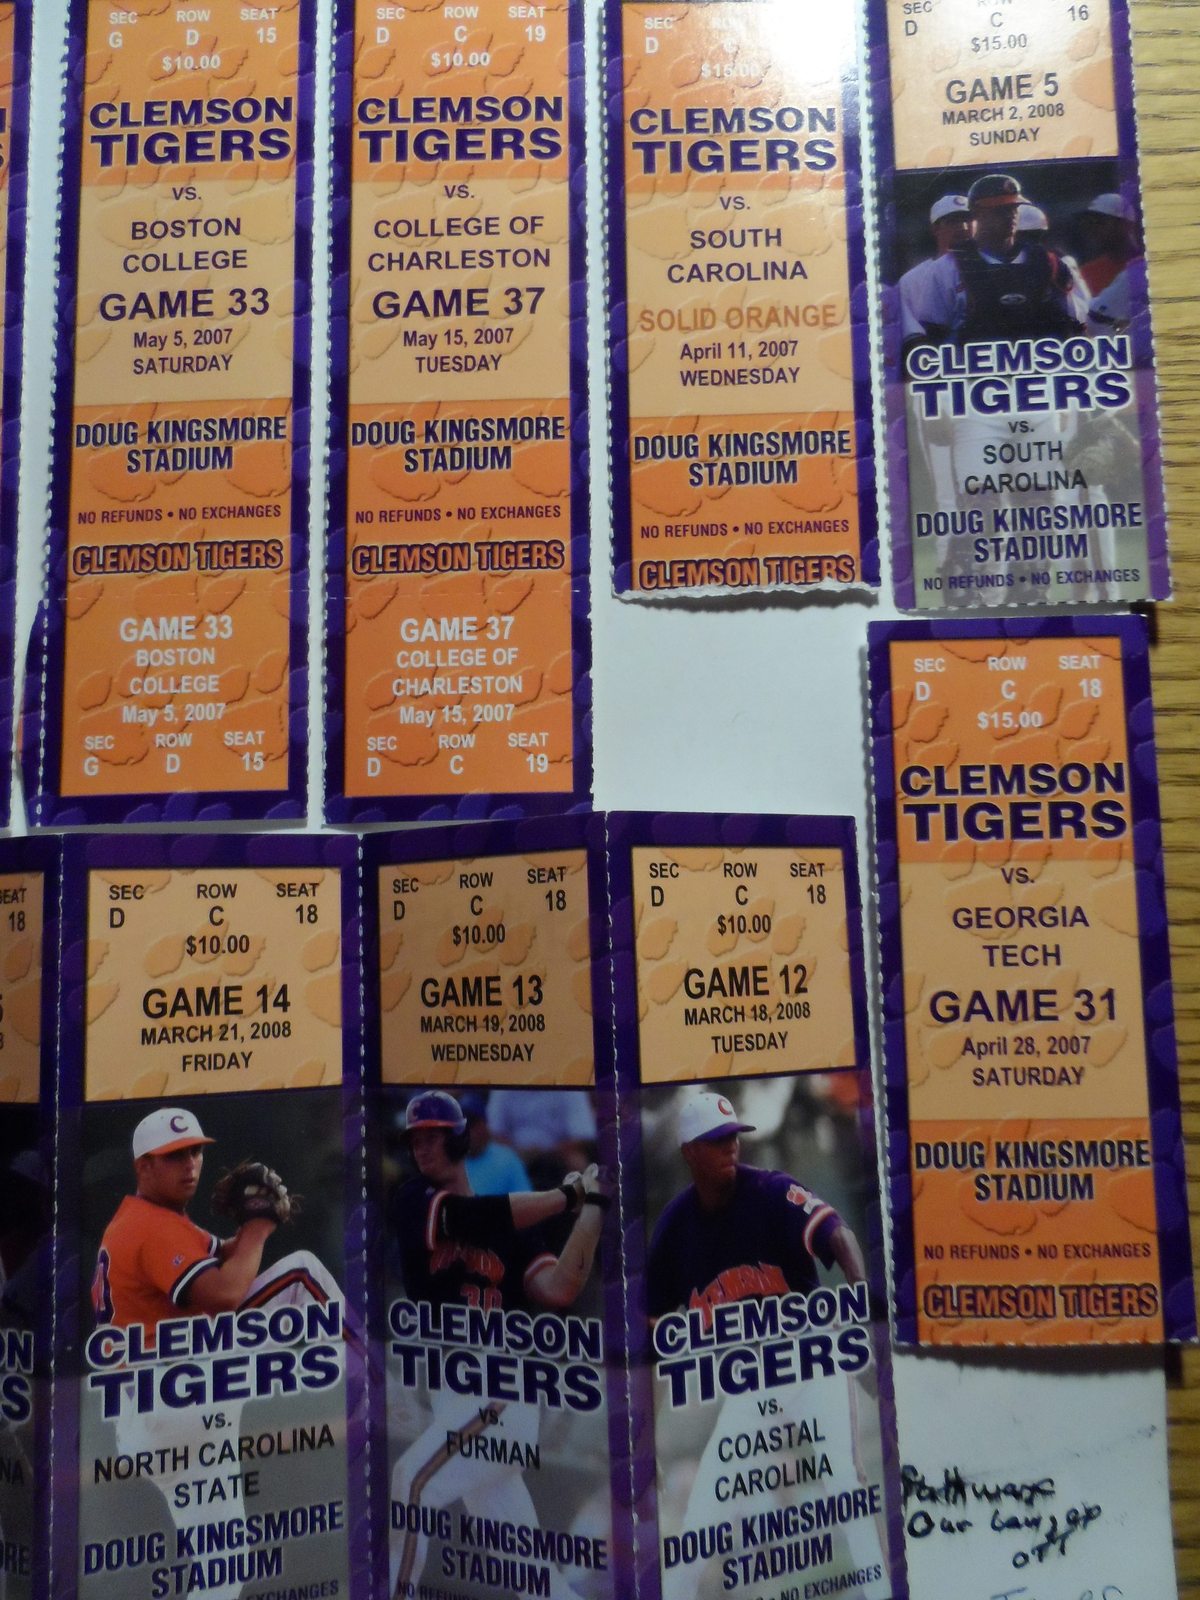 SEC ROW SEAT
G D 15
$10.00
CLEMSON
TIGERS
VS.
BOSTON
COLLEGE
GAME 33
May 5, 2007
SATURDAY
DOUG KINGSMORE
STADIUM
NO REFUNDS • NO EXCHANGES
CLEMSON TIGERS
GAME 33
BOSTON
COLLEGE
May 5, 2007
SEC ROW SEAT
G D 15
SEC ROW SEAT
D C 19
$10.00
CLEMSON
TIGERS
VS.
COLLEGE OF
CHARLESTON
GAME 37
May 15, 2007
TUESDAY
DOUG KINGSMORE
STADIUM
NO REFUNDS • NO EXCHANGES
CLEMSON TIGERS
GAME 37
COLLEGE OF
CHARLESTON
May 15, 2007
SEC ROW SEAT
D C 19
SEC
D C
$15.00
CLEMSON
TIGERS
VS.
SOUTH
CAROLINA
SOLID ORANGE
April 11, 2007
WEDNESDAY
DOUG KINGSMORE
STADIUM
NO REFUNDS • NO EXCHANGES
CLEMSON TIGERS
SEC ROW
D C 16
$15.00
GAME 5
MARCH 2, 2008
SUNDAY
CLEMSON
TIGERS
VS.
SOUTH
CAROLINA
DOUG KINGSMORE
STADIUM
NO REFUNDS • NO EXCHANGES
SEC ROW SEAT
D C 18
$15.00
CLEMSON
TIGERS
VS.
GEORGIA
TECH
GAME 31
April 28, 2007
SATURDAY
DOUG KINGSMORE
STADIUM
NO REFUNDS • NO EXCHANGES
CLEMSON TIGERS
SEAT
18
SEC ROW SEAT
D C 18
$10.00
GAME 14
MARCH 21, 2008
FRIDAY
C
CLEMSON
TIGERS
VS.
NORTH CAROLINA
STATE
DOUG KINGSMORE
STADIUM
NO EXCHANGES
SEC ROW SEAT
D C 18
$10.00
GAME 13
MARCH 19, 2008
WEDNESDAY
C
30
CLEMSON
TIGERS
VS.
FURMAN
DOUG KINGSMORE
STADIUM
SEC ROW SEAT
D C 18
$10.00
GAME 12
MARCH 18, 2008
TUESDAY
C
CLEMSON
TIGERS
VS.
COASTAL
CAROLINA
DOUG KINGSMORE
STADIUM
NO EXCHANGES
Our
off